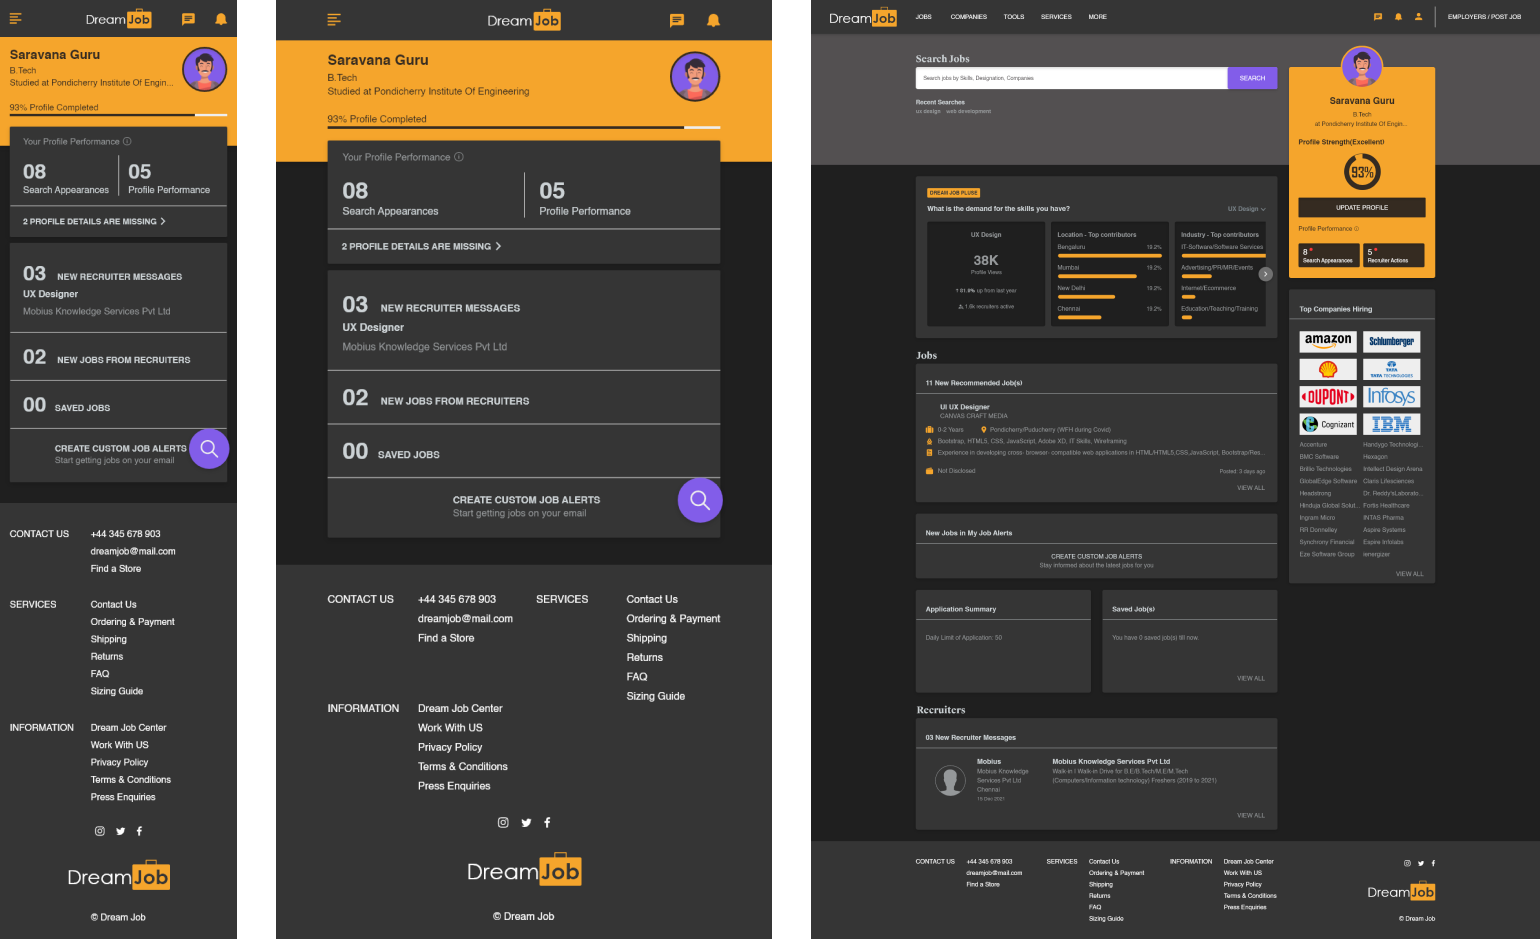 DreamJob
Saravana Guru
B.Tech
Studied at Pondicherry Institute Of Engin...
93% Profile Completed
Your Profile Performance
08
Search Appearances
05
Profile Performance
2 PROFILE DETAILS ARE MISSING
03 NEW RECRUITER MESSAGES
UX Designer
Mobius Knowledge Services Pvt Ltd
02 NEW JOBS FROM RECRUITERS
00 SAVED JOBS
CREATE CUSTOM JOB ALERTS
Start getting jobs on your email
CONTACT US
+44 345 678 903
dreamjob@mail.com
Find a Store
SERVICES
Contact Us
Ordering & Payment
Shipping
Returns
FAQ
Sizing Guide
INFORMATION
Dream Job Center
Work With US
Privacy Policy
Terms & Conditions
Press Enquiries
DreamJob
© Dream Job
DreamJob
Saravana Guru
B.Tech
Studied at Pondicherry Institute Of Engineering
93% Profile Completed
Your Profile Performance
08
Search Appearances
05
Profile Performance
2 PROFILE DETAILS ARE MISSING
03 NEW RECRUITER MESSAGES
UX Designer
Mobius Knowledge Services Pvt Ltd
02 NEW JOBS FROM RECRUITERS
00 SAVED JOBS
CREATE CUSTOM JOB ALERTS
Start getting jobs on your email
CONTACT US
+44 345 678 903
dreamjob@mail.com
Find a Store
SERVICES
Contact Us
Ordering & Payment
Shipping
Returns
FAQ
Sizing Guide
INFORMATION
Dream Job Center
Work With US
Privacy Policy
Terms & Conditions
Press Enquiries
DreamJob
© Dream Job
DreamJob
JOBS COMPANIES TOOLS SERVICES MORE
EMPLOYERS / POST JOB
Search Jobs
Search jobs by Skills, Designation, Companies
SEARCH
Recent Searches
ux design web development
Saravana Guru
B.Tech
at Pondicherry Institute Of Engin...
Profile Strength(Excellent)
93%
UPDATE PROFILE
Profile Performance
8
Search Appearances
5
Recruiter Actions
DREAM JOB PLUSE
What is the demand for the skills you have?
UX Design
UX Design
38K
Profile Views
61.9% up from last year
1.8k recruiters active
Location - Top contributors
Bengaluru 19.2%
Mumbai 19.2%
New Delhi 19.2%
Chennai 19.2%
Industry - Top contributors
IT-Software/Software Services
Advertising/PR/MR/Events
Internet/Ecommerce
Education/Teaching/Training
Jobs
11 New Recommended Job(s)
UI UX Designer
CANVAS CRAFT MEDIA
0-2 Years
Pondicherry/Puducherry (WFH during Covid)
Bootstrap, HTML5, CSS, JavaScript, Adobe XD, IT Skills, Wireframing
Experience in developing cross- browser- compatible web applications in HTML/HTML5,CSS,JavaScript, Bootstrap/Res...
Not Disclosed
Posted: 3 days ago
VIEW ALL
New Jobs in My Job Alerts
CREATE CUSTOM JOB ALERTS
Stay informed about the latest jobs for you
Application Summary
Daily Limit of Application: 50
Saved Job(s)
You have 0 saved job(s) till now.
VIEW ALL
Recruiters
03 New Recruiter Messages
Mobius
Mobius Knowledge
Services Pvt Ltd
Chennai
15 Dec 2021
Mobius Knowledge Services Pvt Ltd
Walk-in I Walk-in Drive for B.E/B.Tech/M.E/M.Tech
(Computers/Information technology) Freshers (2019 to 2021)
VIEW ALL
Top Companies Hiring
amazon
Schlumberger
TATA
TATA TECHNOLOGIES
DUPONT
Infosys
Cognizant
IBM
Accenture
Handygo Technologi...
BMC Software
Hexagon
Brillio Technologies
Intellect Design Arena
GlobalEdge Software
Claris Lifesciences
Headstrong
Dr. Reddy'sLaborato...
Hinduja Global Solut...
Fortis Healthcare
Ingram Micro
INTAS Pharma
RR Donnelley
Aspire Systems
Synchrony Financial
Espire Infolabs
Eze Software Group
ienergizer
VIEW ALL
CONTACT US
+44 345 678 903
dreamjob@mail.com
Find a Store
SERVICES
Contact Us
Ordering & Payment
Shipping
Returns
FAQ
Sizing Guide
INFORMATION
Dream Job Center
Work With US
Privacy Policy
Terms & Conditions
Press Enquiries
DreamJob
© Dream Job